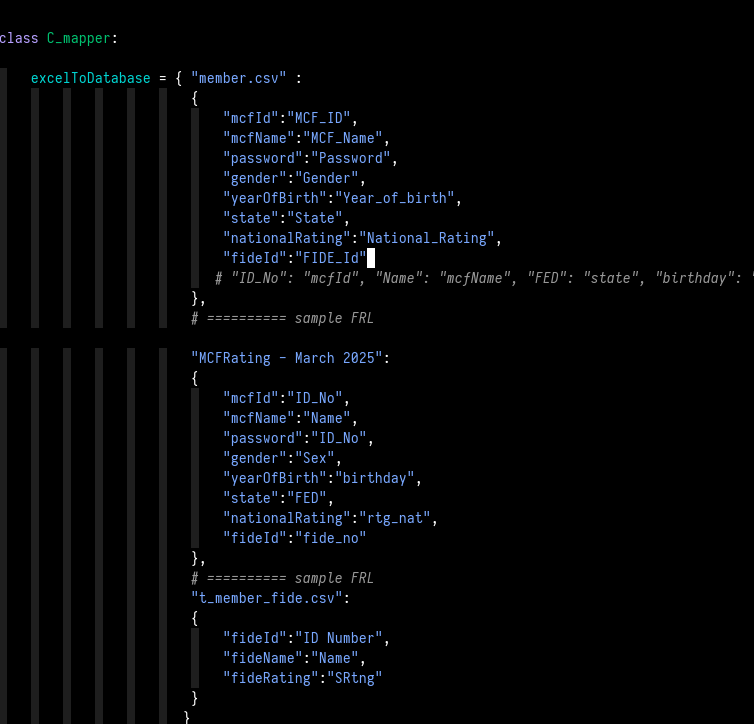 class C_mapper:
excelToDatabase = { "member.csv" :
{
"mcfId":"MCF_ID",
"mcfName":"MCF_Name",
"password":"Password",
"gender":"Gender",
"yearOfBirth":"Year_of_birth",
"state":"State",
"nationalRating":"National_Rating",
"fideId":"FIDE_Id"
# "ID_No": "mcfId", "Name": "mcfName", "FED": "state", "birthday": "
},
# ========== sample FRL
"MCFRating - March 2025":
{
"mcfId":"ID_No",
"mcfName":"Name",
"password":"ID_No",
"gender":"Sex",
"yearOfBirth":"birthday",
"state":"FED",
"nationalRating":"rtg_nat",
"fideId":"fide_no"
},
# ========== sample FRL
"t_member_fide.csv":
{
"fideId":"ID Number",
"fideName":"Name",
"fideRating":"SRtng"
}
}